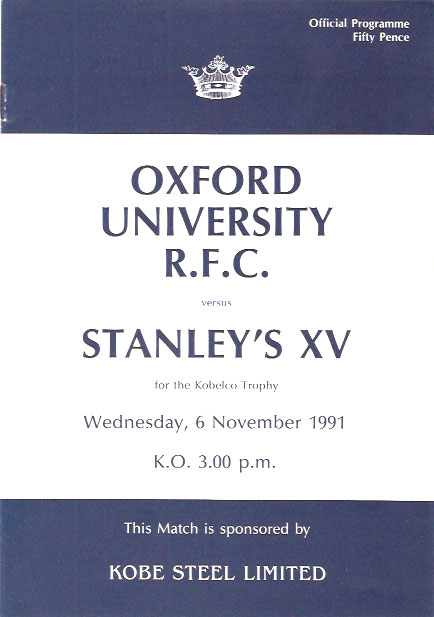 Official Programme
Fifty Pence
OXFORD
UNIVERSITY
R.F.C.
versus
STANLEY'S XV
for the Kobelco Trophy
Wednesday, 6 November 1991
K.O. 3.00 p.m.
This Match is sponsored by
KOBE STEEL LIMITED